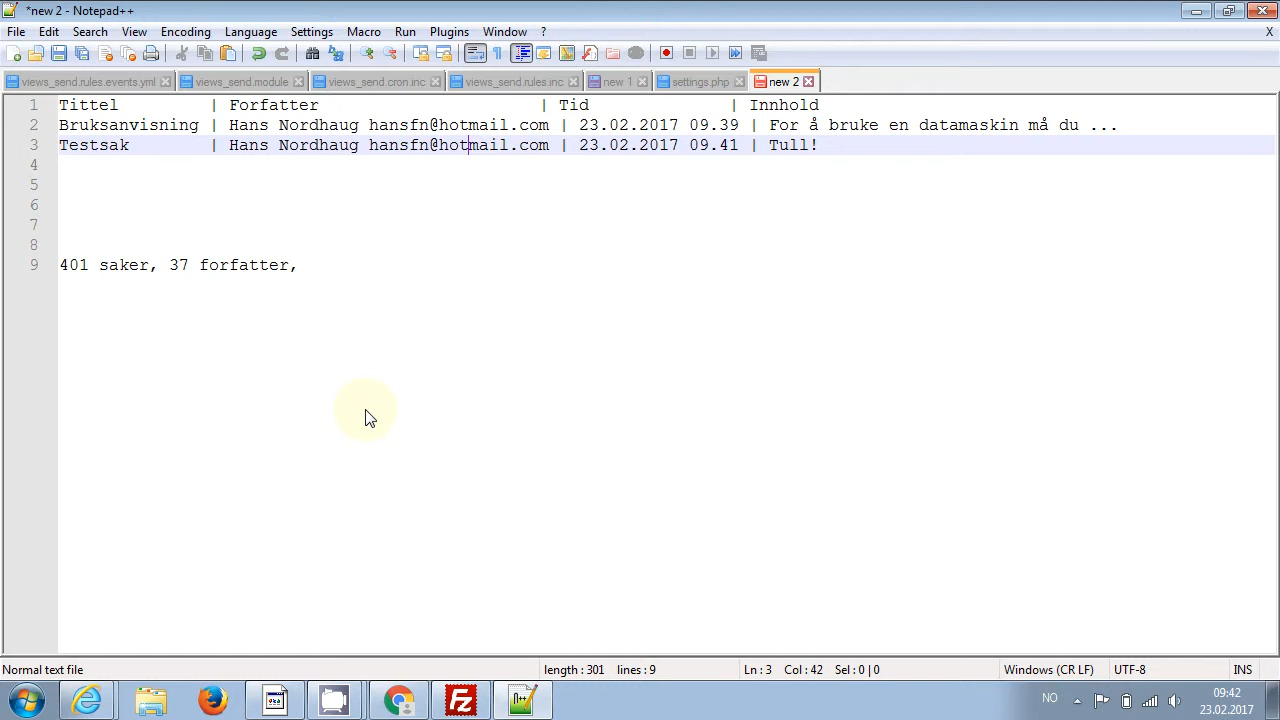 *new 2 - Notepad++
File Edit Search View Encoding Language Settings Macro Run Plugins Window ? X
views_send.rules.events.yml views_send.module views_send.cron.inc views_send.rules.inc new 1 settings.php new 2
1 Tittel | Forfatter | Tid | Innhold
2 Bruksanvisning | Hans Nordhaug hansfn@hotmail.com | 23.02.2017 09.39 | For å bruke en datamaskin må du ...
3 Testsak | Hans Nordhaug hansfn@hotmail.com | 23.02.2017 09.41 | Tull!
4
5
6
7
8
9 401 saker, 37 forfatter,
Normal text file length : 301 lines : 9 Ln : 3 Col : 42 Sel : 0 | 0 Windows (CR LF) UTF-8 INS
NO 09:42
23.02.2017